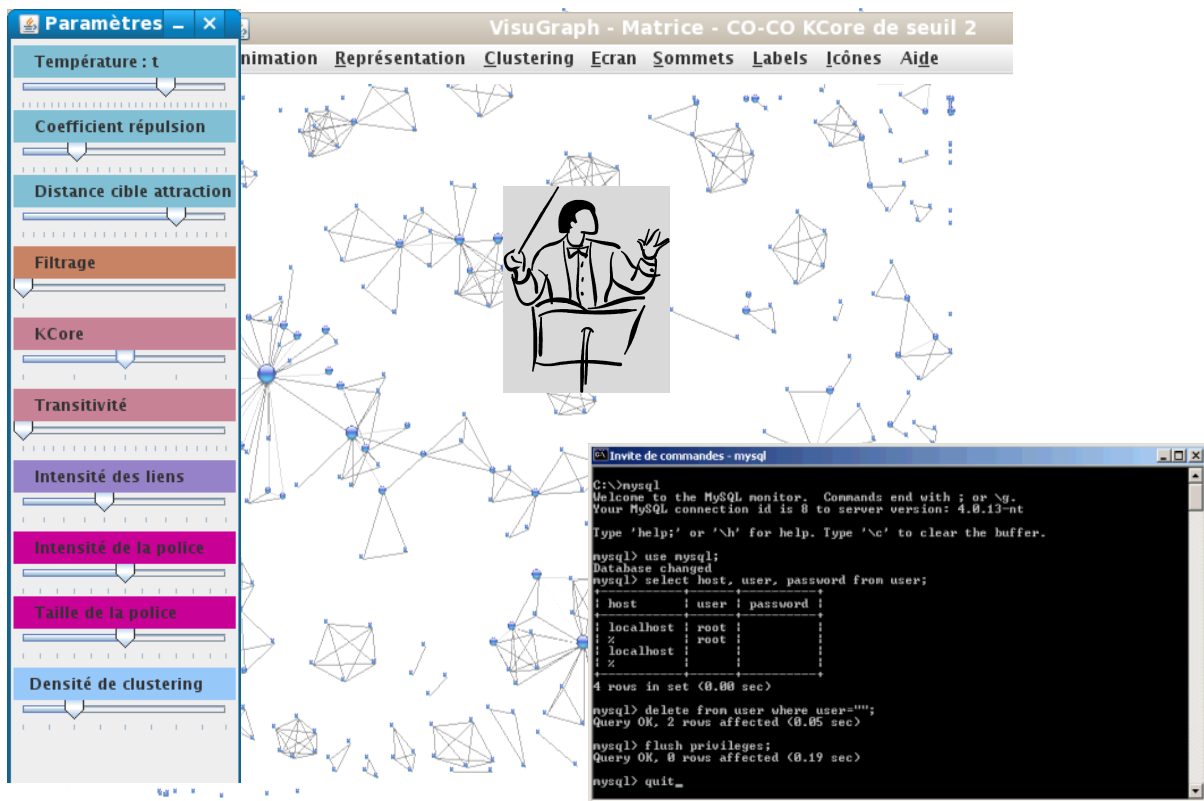 Paramètres
VisuGraph - Matrice - CO-CO KCore de seuil 2
nimation Représentation Clustering Ecran Sommets Labels Icônes Aide
Température : t
Coefficient répulsion
Distance cible attraction
Filtrage
KCore
Transitivité
Intensité des liens
Intensité de la police
Taille de la police
Densité de clustering
Invite de commandes - mysql
C:\>mysql
Welcome to the MySQL monitor.  Commands end with ; or \g.
Your MySQL connection id is 8 to server version: 4.0.13-nt
Type 'help;' or '\h' for help. Type '\c' to clear the buffer.
mysql> use mysql;
Database changed
mysql> select host, user, password from user;
+-----------+------+----------+
| host      | user | password |
+-----------+------+----------+
| localhost | root |          |
| %         | root |          |
| localhost |      |          |
| %         |      |          |
+-----------+------+----------+
4 rows in set (0.00 sec)
mysql> delete from user where user="";
Query OK, 2 rows affected (0.05 sec)
mysql> flush privileges;
Query OK, 0 rows affected (0.19 sec)
mysql> quit_